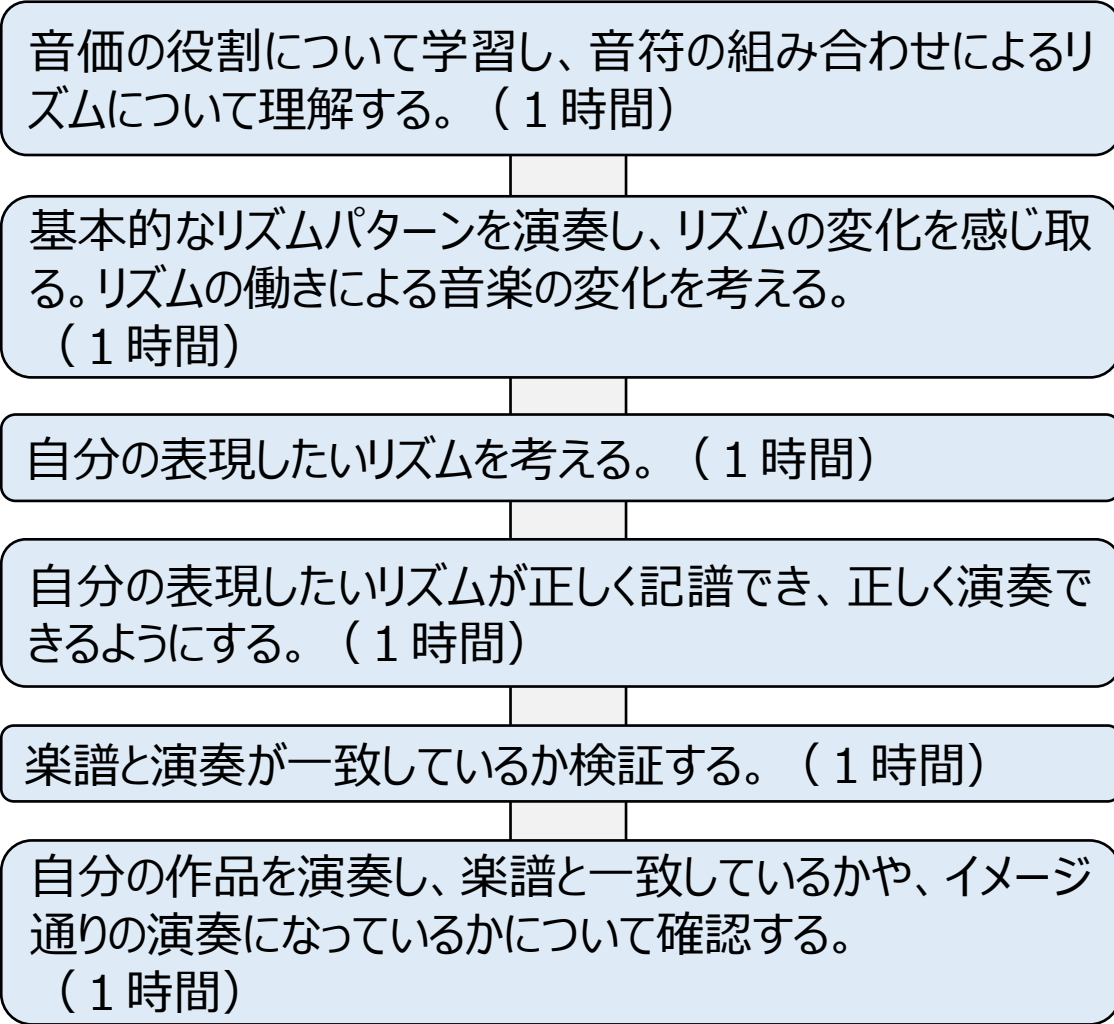 音価の役割について学習し、音符の組み合わせによるリ
ズムについて理解する。（１時間）
基本的なリズムパターンを演奏し、リズムの変化を感じ取
る。リズムの働きによる音楽の変化を考える。
（１時間）
自分の表現したいリズムを考える。（１時間）
自分の表現したいリズムが正しく記譜でき、正しく演奏で
きるようにする。（１時間）
楽譜と演奏が一致しているか検証する。（１時間）
自分の作品を演奏し、楽譜と一致しているかや、イメージ
通りの演奏になっているかについて確認する。
（１時間）